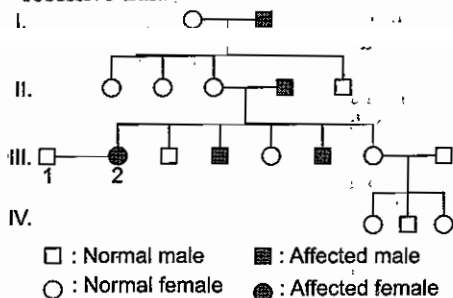 I.
II.
III.
1 2
IV.
: Normal male : Affected male
: Normal female : Affected female